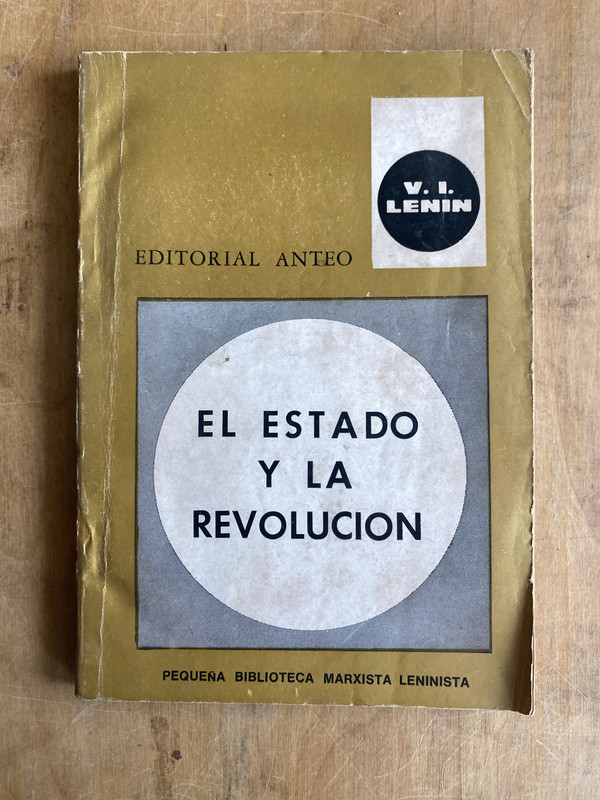 V. I.
LENIN
EDITORIAL ANTEO
EL ESTADO
Y LA
REVOLUCION
PEQUEÑA BIBLIOTECA MARXISTA LENINISTA